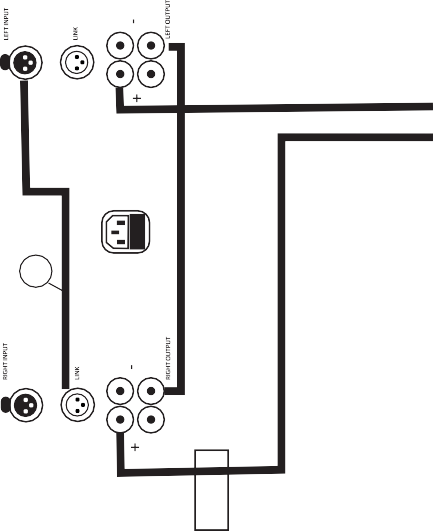 LEFT INPUT
LINK
LEFT OUTPUT
-
+
RIGHT INPUT
LINK
RIGHT OUTPUT
-
+